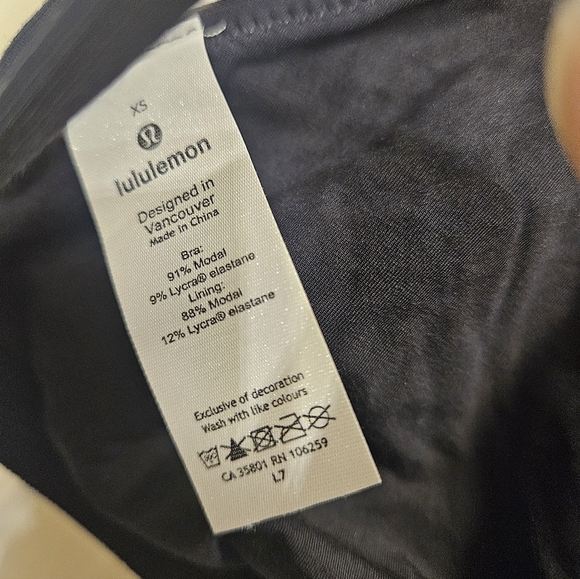 XS
lululemon
Designed in
Vancouver
Made in China
Bra:
91% Modal
9% Lycra® elastane
Lining:
88% Modal
12% Lycra® elastane
Exclusive of decoration
Wash with like colours
CA 35801 RN 106259
L7